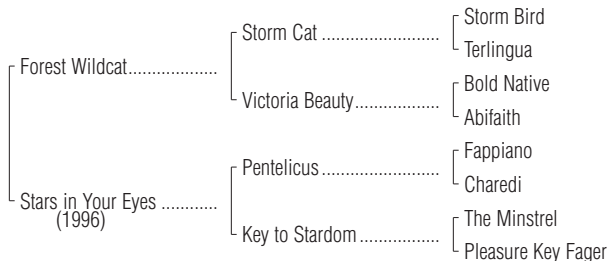 Storm Bird
Storm Cat ..........................
Terlingua
Forest Wildcat...................
Bold Native
Victoria Beauty..................
Abifaith
Fappiano
Pentelicus ..........................
Charedi
Stars in Your Eyes ............
(1996)
The Minstrel
Key to Stardom .................
Pleasure Key Fager